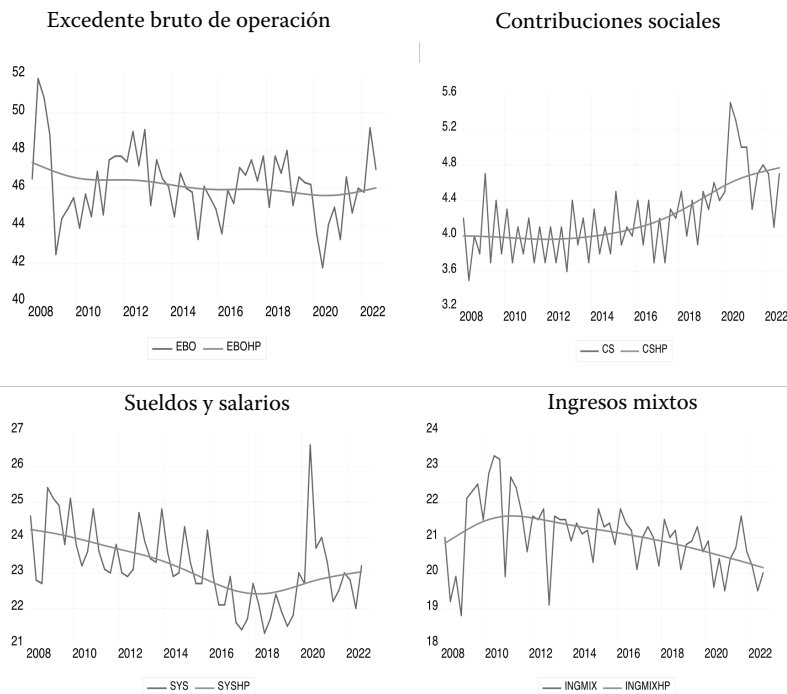 Excedente bruto de operación
52
50
48
46
44
42
40
2008 2010 2012 2014 2016 2018 2020 2022
EBO EBOHP
Contribuciones sociales
5.6
5.2
4.8
4.4
4.0
3.6
3.2
2008 2010 2012 2014 2016 2018 2020 2022
CS CSHP
Sueldos y salarios
27
26
25
24
23
22
21
2008 2010 2012 2014 2016 2018 2020 2022
SYS SYSHP
Ingresos mixtos
24
23
22
21
20
19
18
2008 2010 2012 2014 2016 2018 2020 2022
INGMIX INGMIXHP